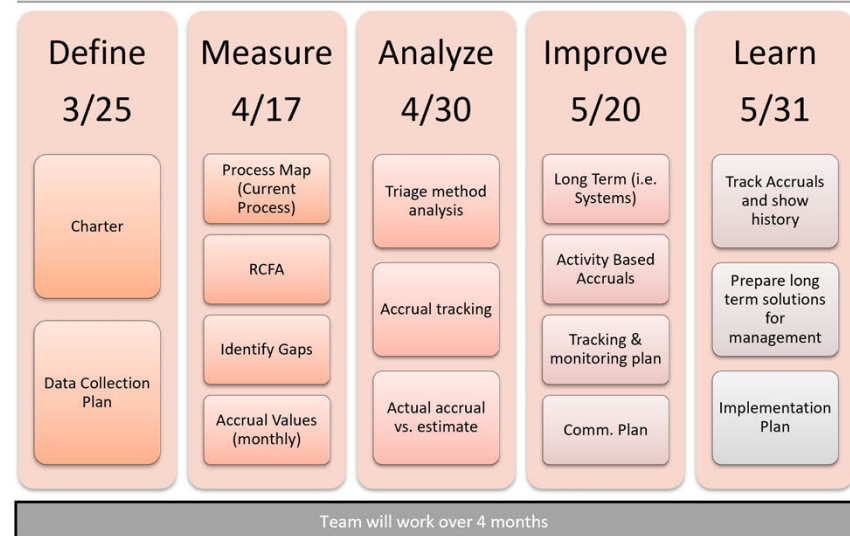 Define
3/25
Charter
Data Collection
Plan
Measure
4/17
Process Map
(Current
Process)
RCFA
Identify Gaps
Accrual Values
(monthly)
Analyze
4/30
Triage method
analysis
Accrual tracking
Actual accrual
vs. estimate
Improve
5/20
Long Term (i.e.
Systems)
Activity Based
Accruals
Tracking &
monitoring plan
Comm. Plan
Learn
5/31
Track Accruals
and show
history
Prepare long
term solutions
for
management
Implementation
Plan
Team will work over 4 months